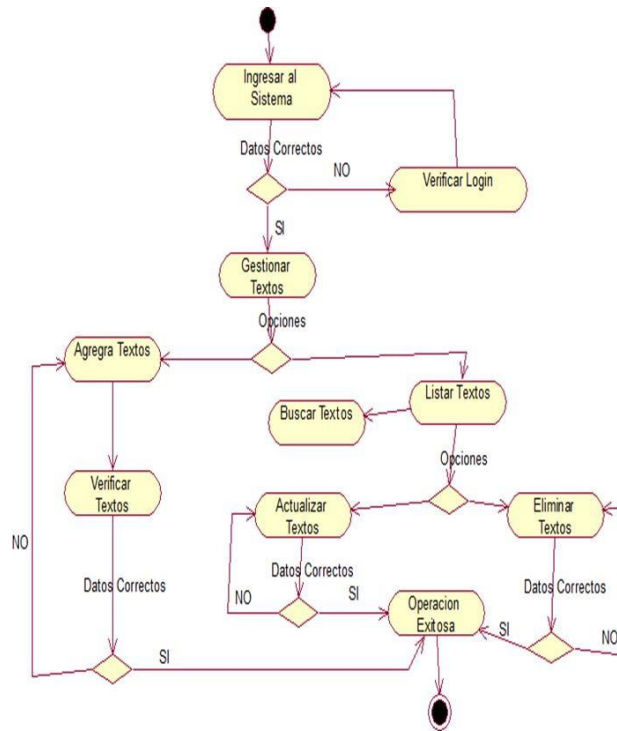 Ingresar al
Sistema
Datos Correctos
NO
Verificar Login
SI
Gestionar
Textos
Opciones
Agregra Textos
Listar Textos
Buscar Textos
Opciones
Verificar
Textos
Actualizar
Textos
Eliminar
Textos
NO
Datos Correctos
Datos Correctos
Datos Correctos
NO
SI
Operacion
Exitosa
SI
NO
SI